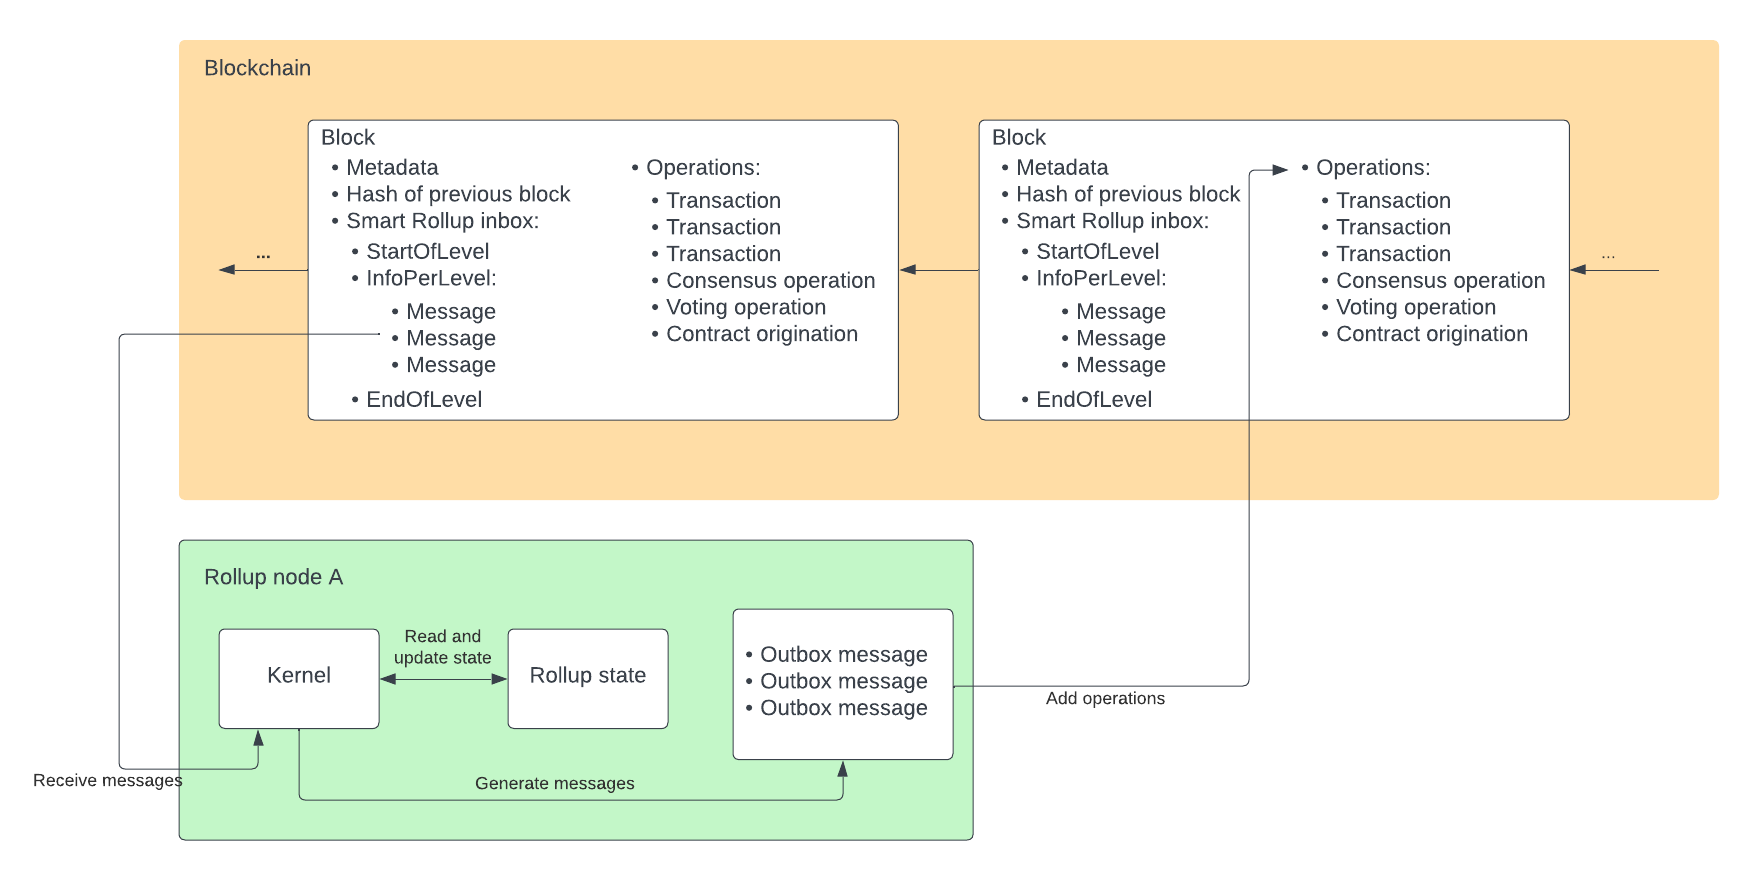 Blockchain
Block
• Metadata
• Hash of previous block
• Smart Rollup inbox:
• StartOfLevel
• InfoPerLevel:
• Message
• Message
• Message
• EndOfLevel
• Operations:
• Transaction
• Transaction
• Transaction
• Consensus operation
• Voting operation
• Contract origination
...
Block
• Metadata
• Hash of previous block
• Smart Rollup inbox:
• StartOfLevel
• InfoPerLevel:
• Message
• Message
• Message
• EndOfLevel
• Operations:
• Transaction
• Transaction
• Transaction
• Consensus operation
• Voting operation
• Contract origination
...
Rollup node A
Kernel
Read and
update state
Rollup state
• Outbox message
• Outbox message
• Outbox message
Add operations
Receive messages
Generate messages